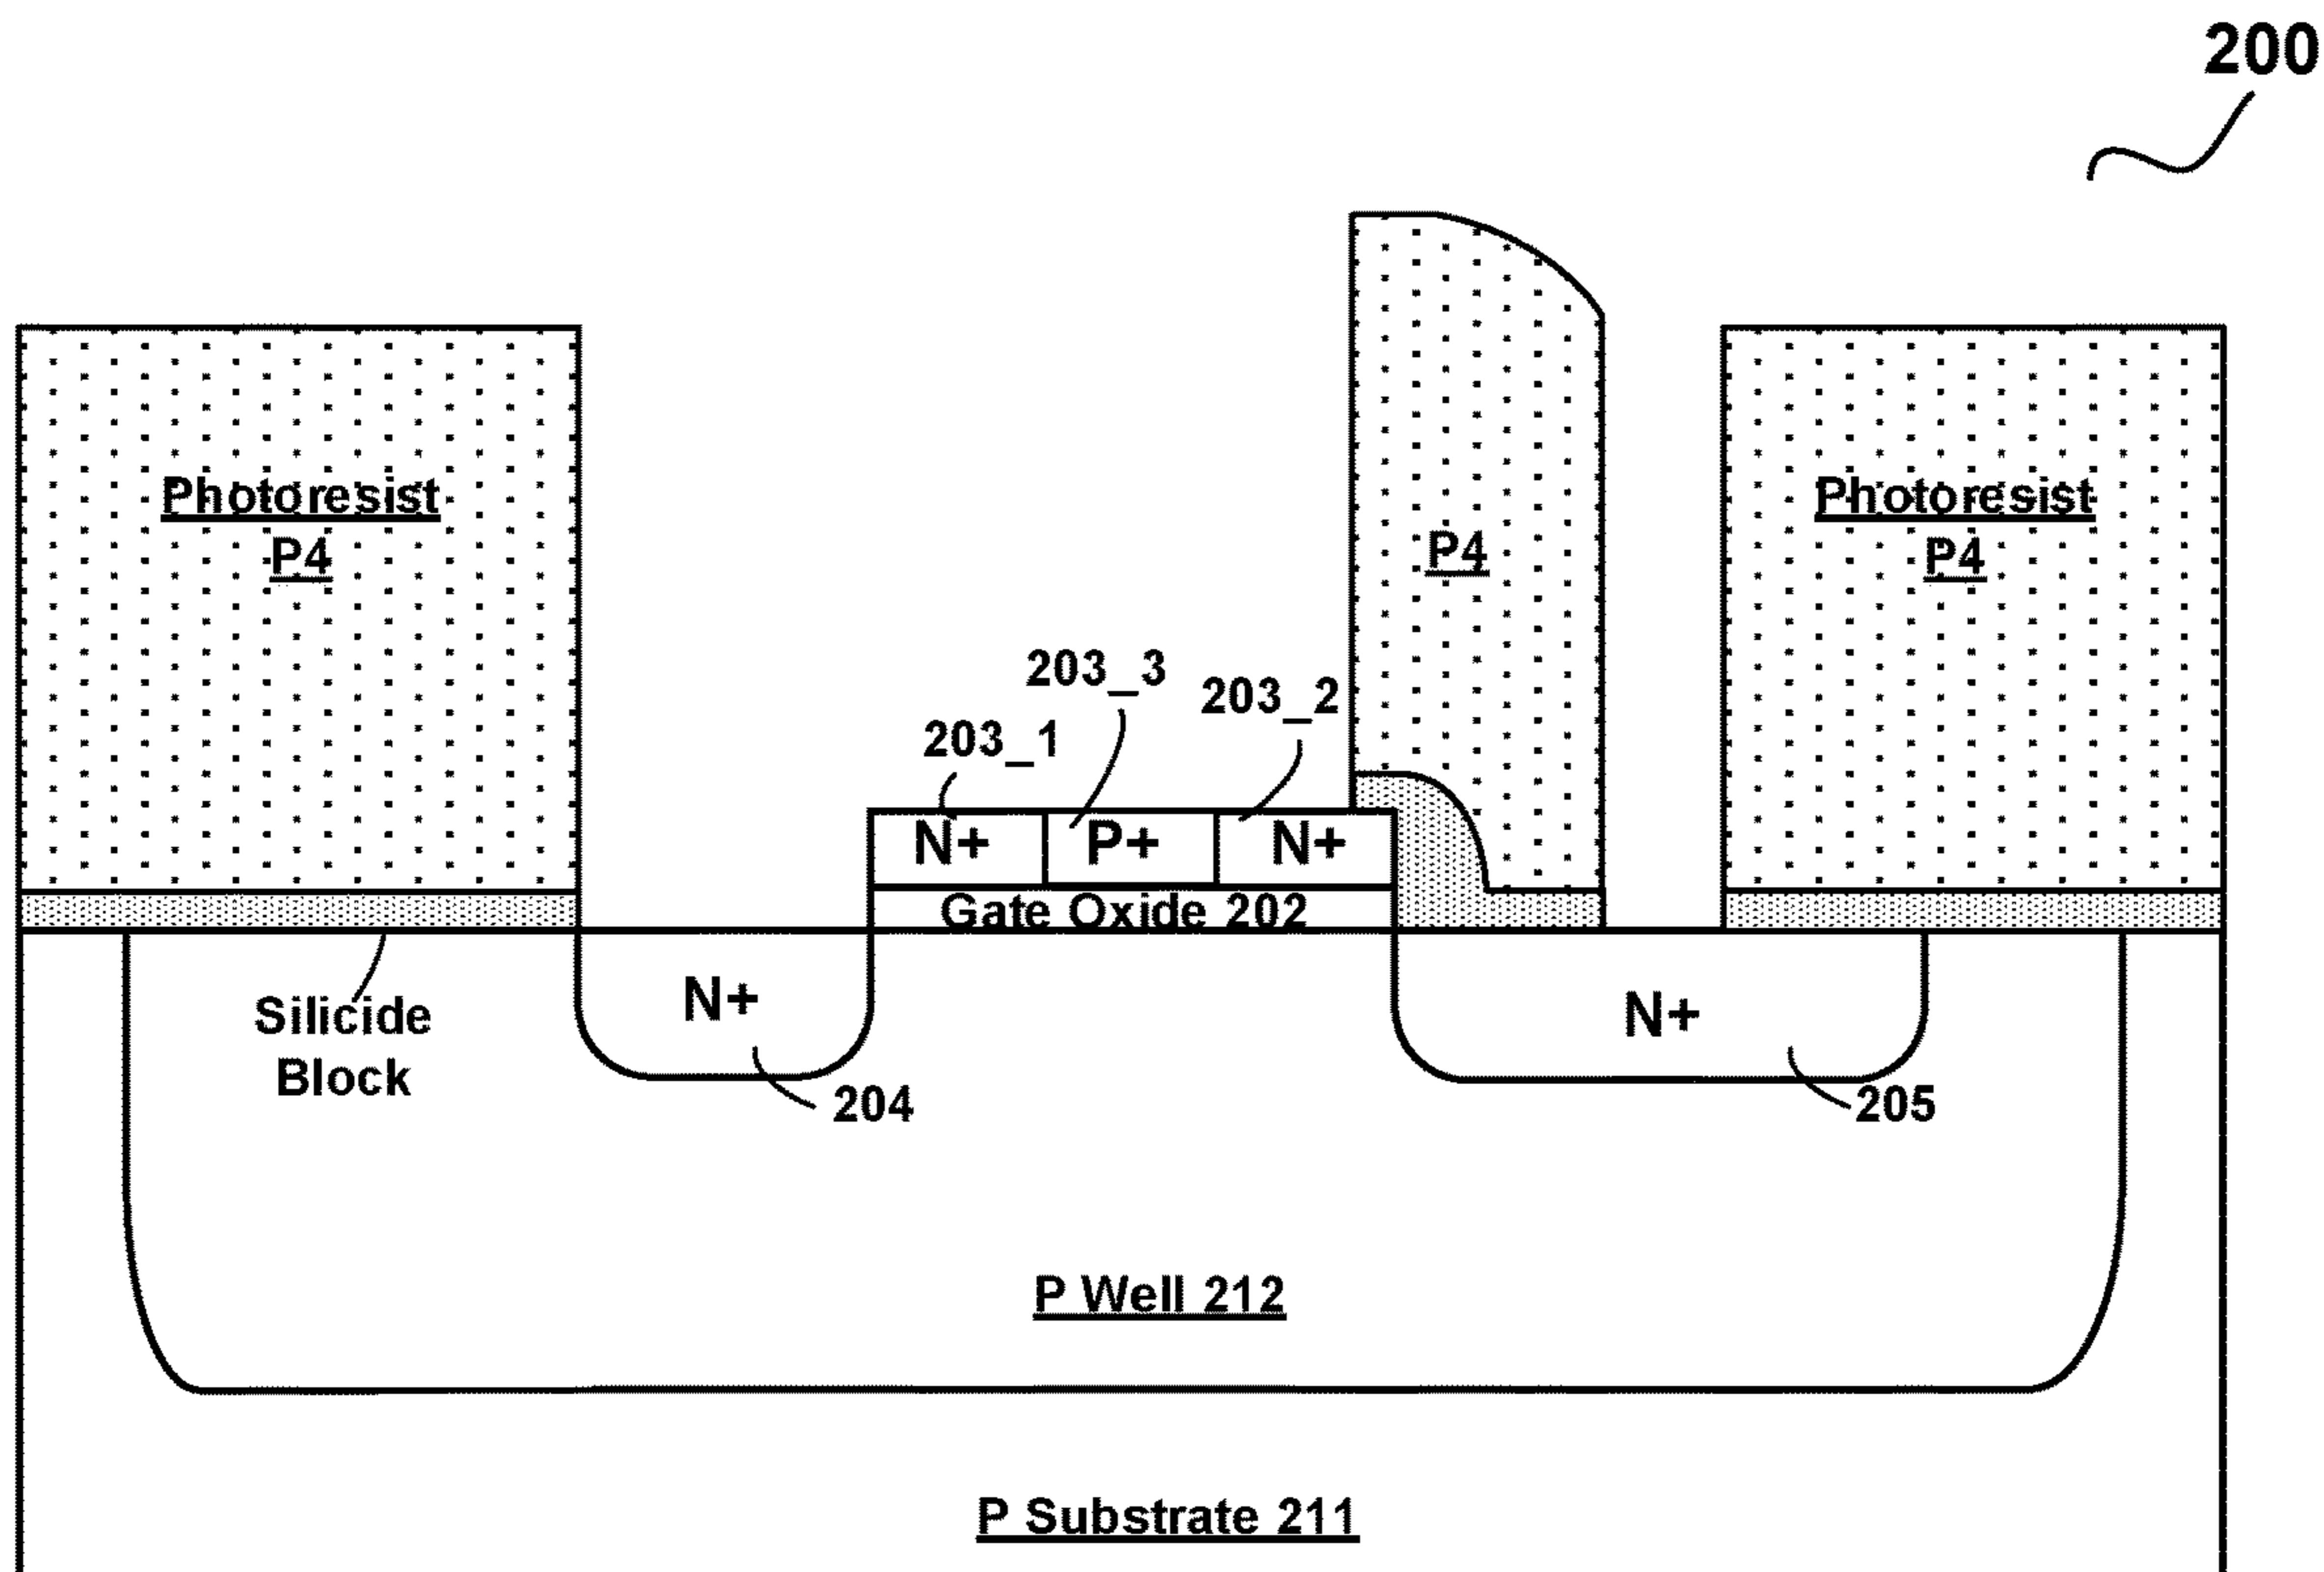 200
Photoresist
P4
P4
Photoresist
P4
203_3
203_2
203_1
N+
P+
N+
Gate Oxide 202
N+
N+
Silicide
Block
204
205
P Well 212
P Substrate 211